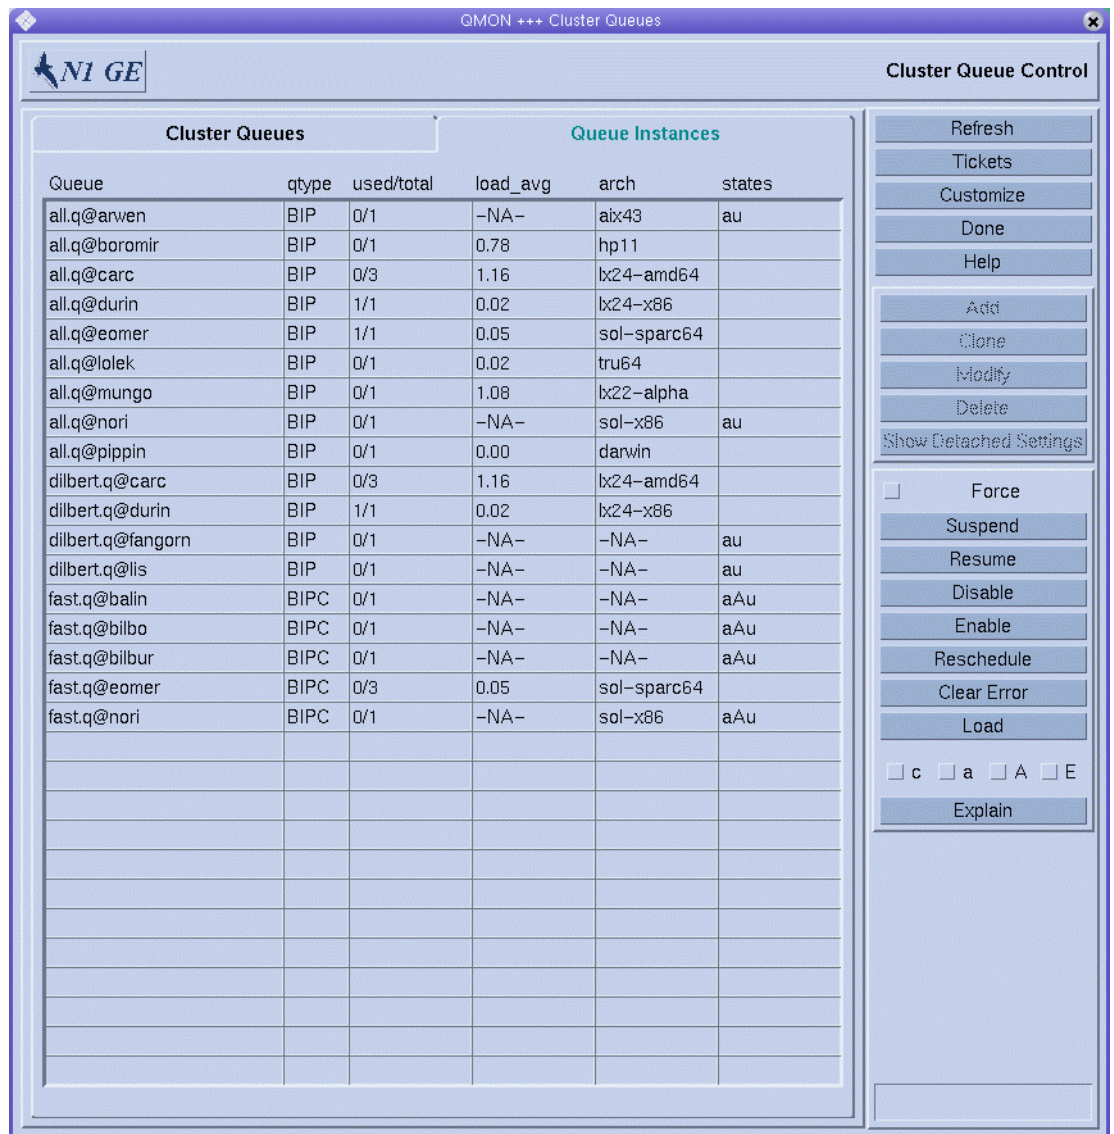 QMON +++ Cluster Queues
N1 GE
Cluster Queue Control
Cluster Queues Queue Instances
Queue qtype used/total load_avg arch states
all.q@arwen BIP 0/1 -NA- aix43 au
all.q@boromir BIP 0/1 0.78 hp11
all.q@carc BIP 0/3 1.16 lx24-amd64
all.q@durin BIP 1/1 0.02 lx24-x86
all.q@eomer BIP 1/1 0.05 sol-sparc64
all.q@lolek BIP 0/1 0.02 tru64
all.q@mungo BIP 0/1 1.08 lx22-alpha
all.q@nori BIP 0/1 -NA- sol-x86 au
all.q@pippin BIP 0/1 0.00 darwin
dilbert.q@carc BIP 0/3 1.16 lx24-amd64
dilbert.q@durin BIP 1/1 0.02 lx24-x86
dilbert.q@fangorn BIP 0/1 -NA- -NA- au
dilbert.q@lis BIP 0/1 -NA- -NA- au
fast.q@balin BIPC 0/1 -NA- -NA- aAu
fast.q@bilbo BIPC 0/1 -NA- -NA- aAu
fast.q@bilbur BIPC 0/1 -NA- -NA- aAu
fast.q@eomer BIPC 0/3 0.05 sol-sparc64
fast.q@nori BIPC 0/1 -NA- sol-x86 aAu
Refresh
Tickets
Customize
Done
Help
Add
Clone
Modify
Delete
Show Detached Settings
Force
Suspend
Resume
Disable
Enable
Reschedule
Clear Error
Load
c a A E
Explain